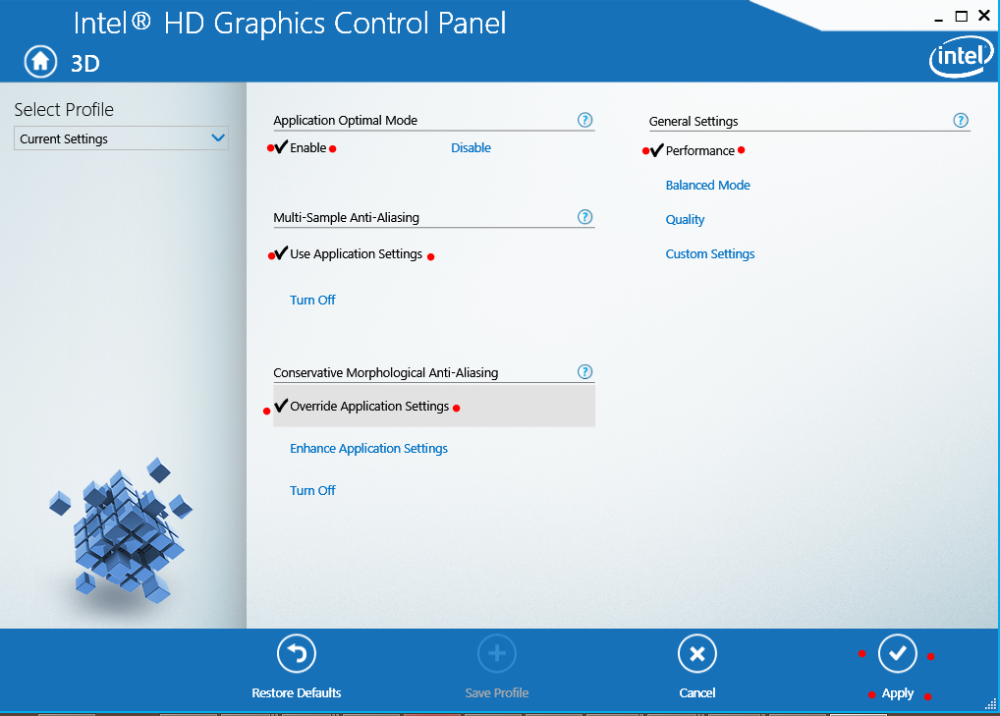 Intel® HD Graphics Control Panel
3D
intel
Select Profile
Current Settings
Application Optimal Mode
Enable
Disable
Multi-Sample Anti-Aliasing
Use Application Settings
Turn Off
Conservative Morphological Anti-Aliasing
Override Application Settings
Enhance Application Settings
Turn Off
General Settings
Performance
Balanced Mode
Quality
Custom Settings
Restore Defaults
Save Profile
Cancel
Apply